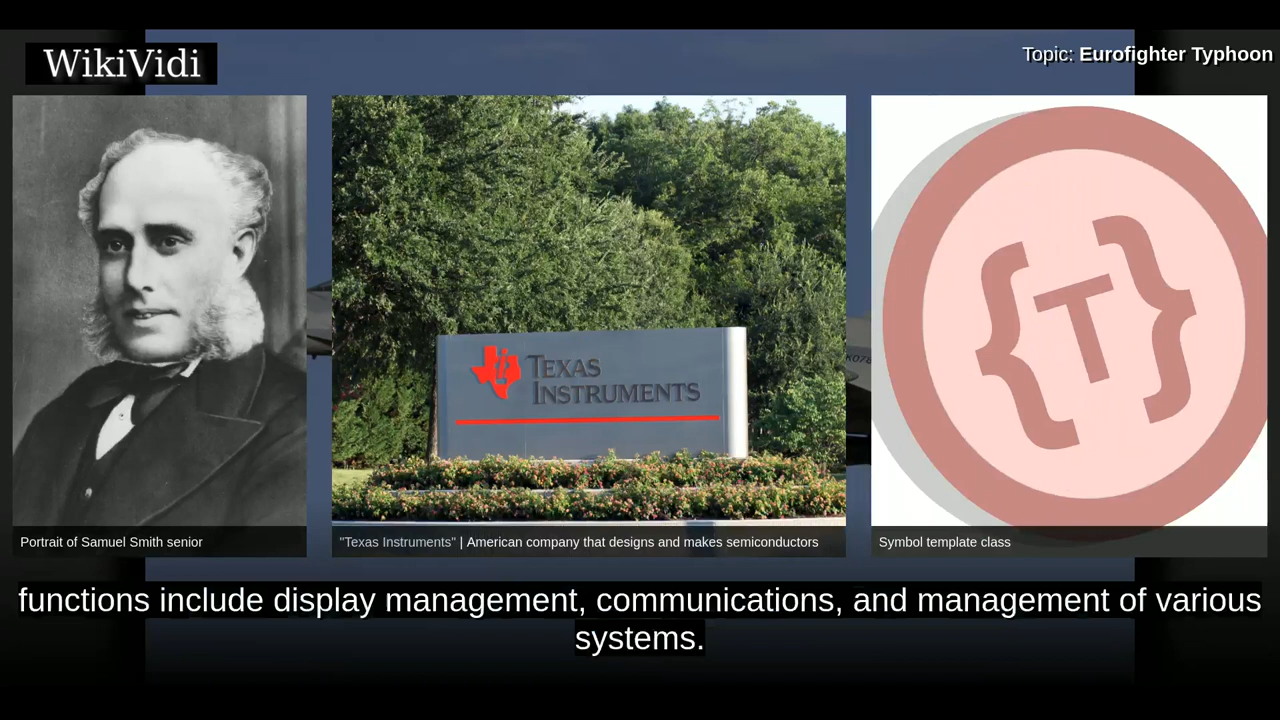 WikiVidi
Topic: Eurofighter Typhoon
TEXAS
INSTRUMENTS
{T}
Portrait of Samuel Smith senior
"Texas Instruments" | American company that designs and makes semiconductors
Symbol template class
functions include display management, communications, and management of various
systems.